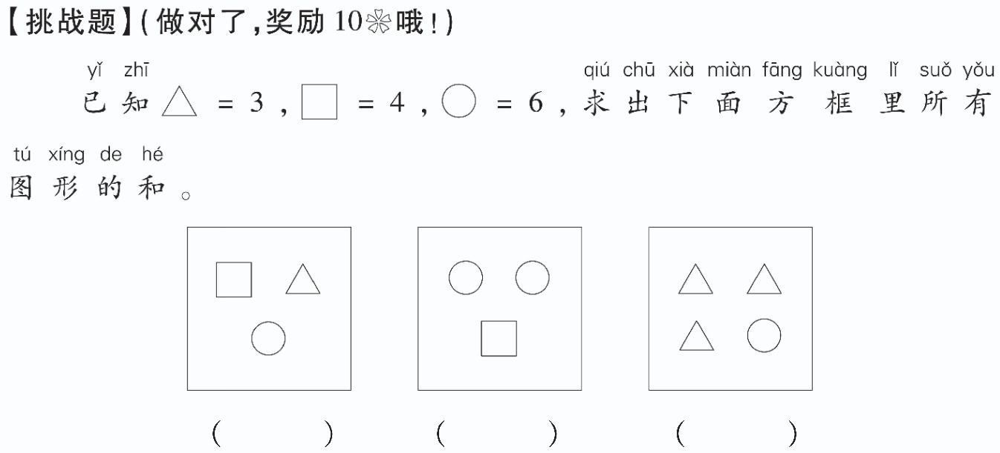 【挑战题】(做对了,奖励 10哦!)
yǐ zhī qiú chū xià miàn fāng kuàng lǐ suǒ yǒu
已知△ = 3 , □ = 4 , ○ = 6 , 求出下面方框里所有
tú xíng de hé
图形的和。
( ) ( ) ( )